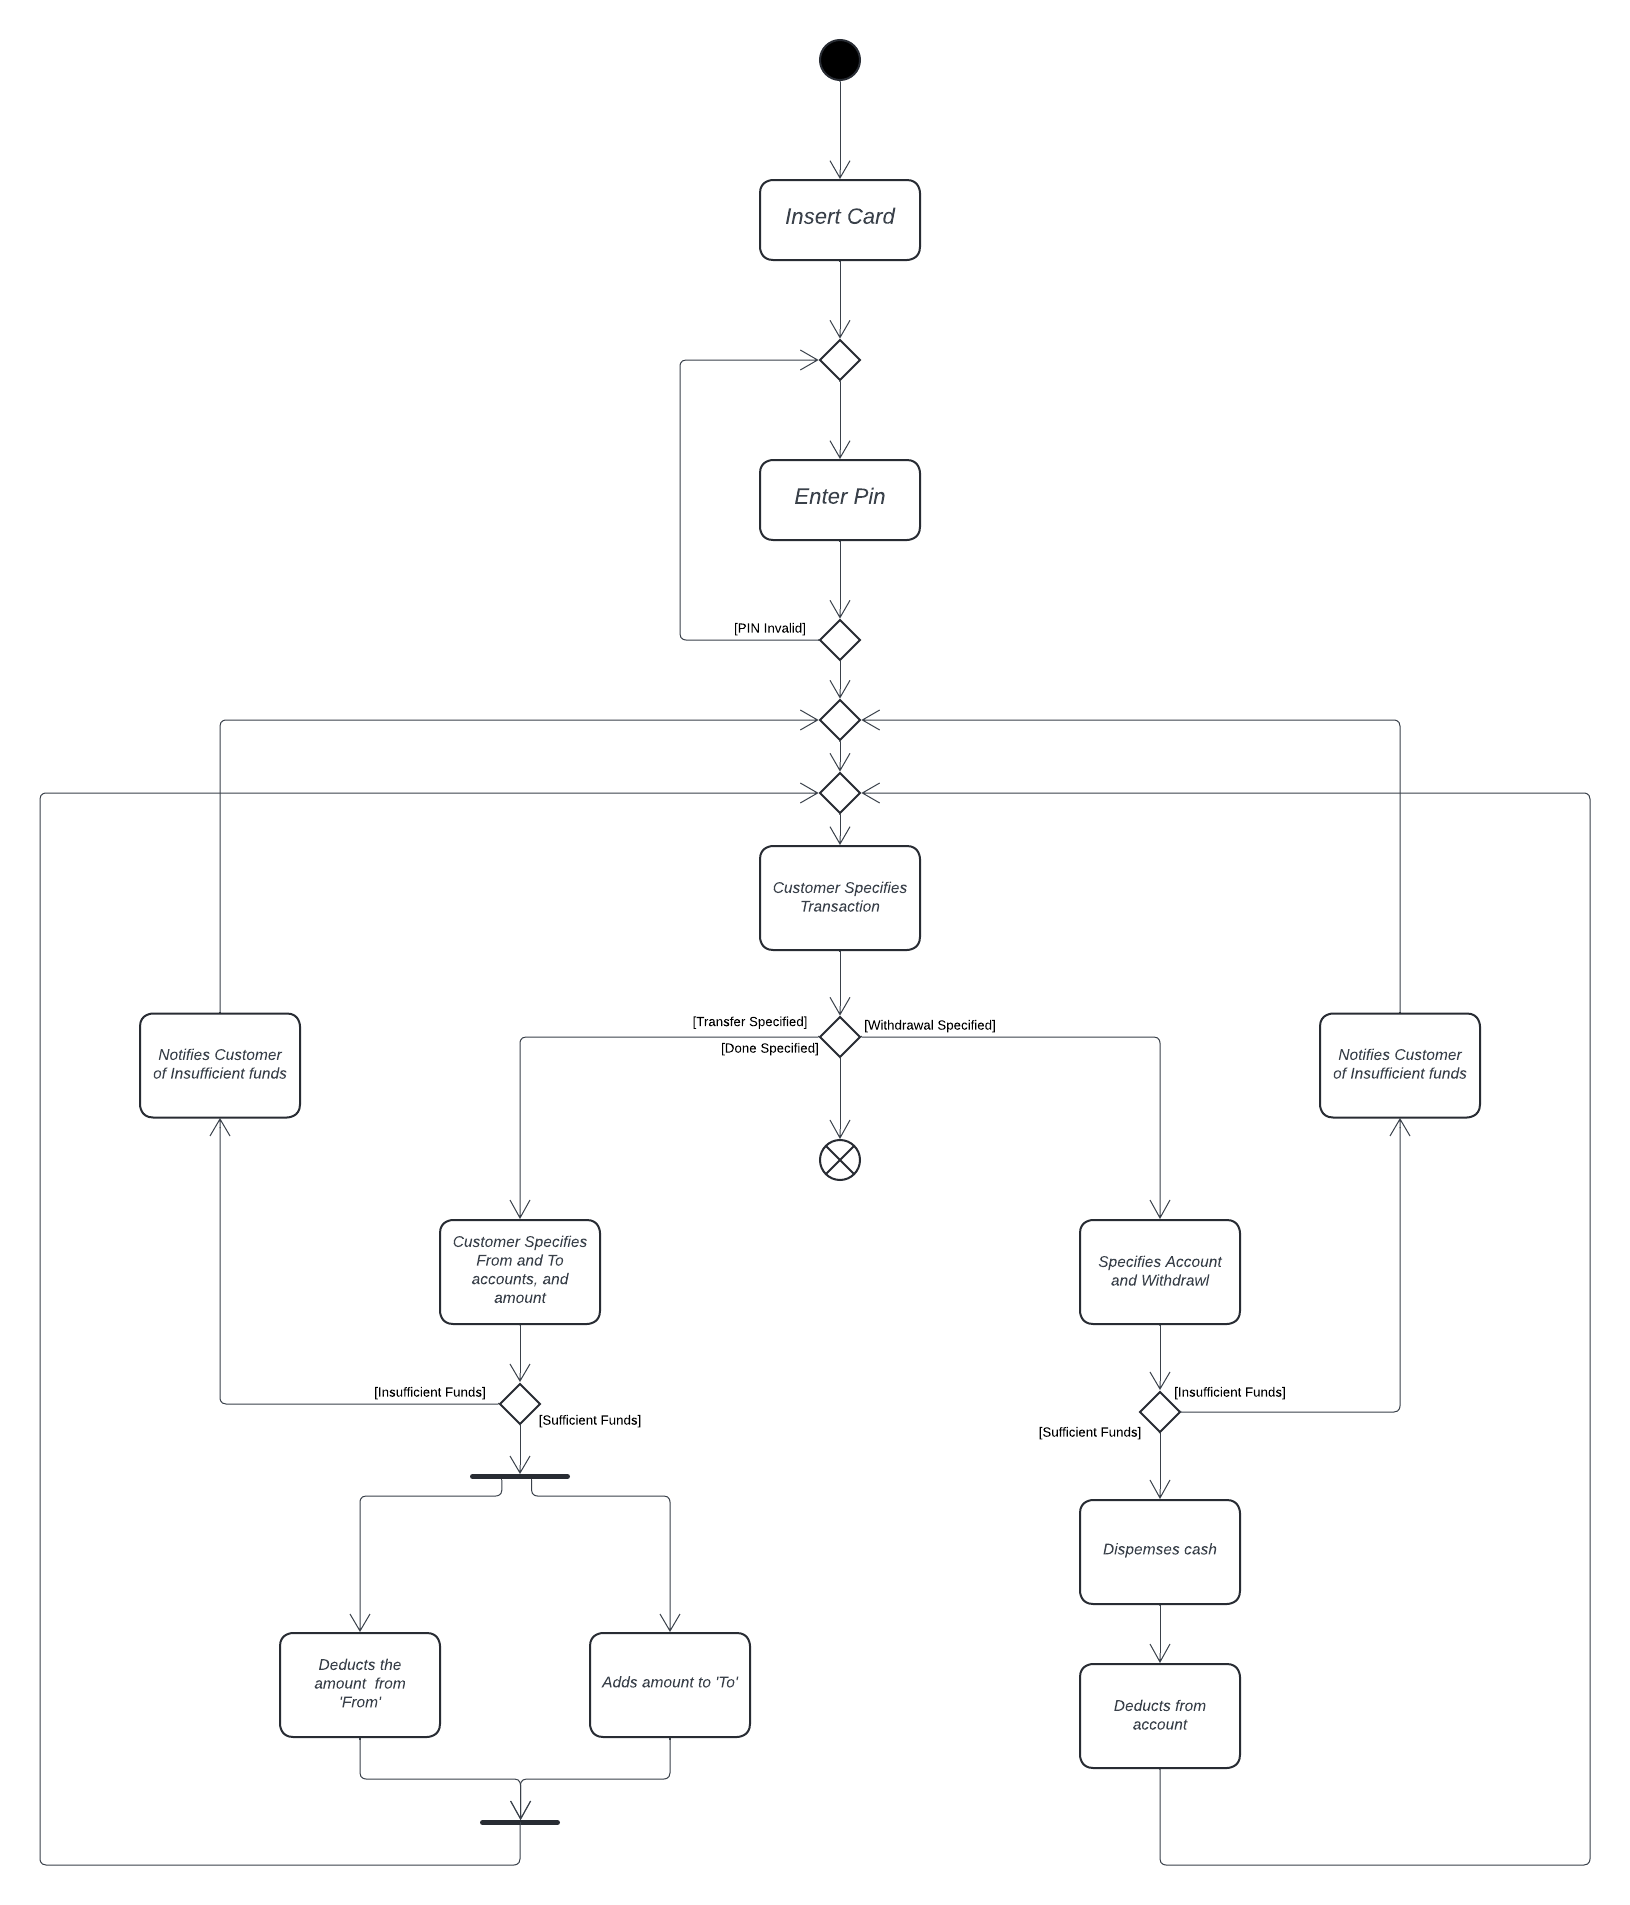 Insert Card
Enter Pin
[PIN Invalid]
Customer Specifies
Transaction
[Transfer Specified]
[Withdrawal Specified]
[Done Specified]
Notifies Customer
of Insufficient funds
Notifies Customer
of Insufficient funds
Customer Specifies
From and To
accounts, and
amount
Specifies Account
and Withdrawl
[Insufficient Funds]
[Sufficient Funds]
[Insufficient Funds]
[Sufficient Funds]
Dispemses cash
Deducts the
amount  from
'From'
Adds amount to 'To'
Deducts from
account